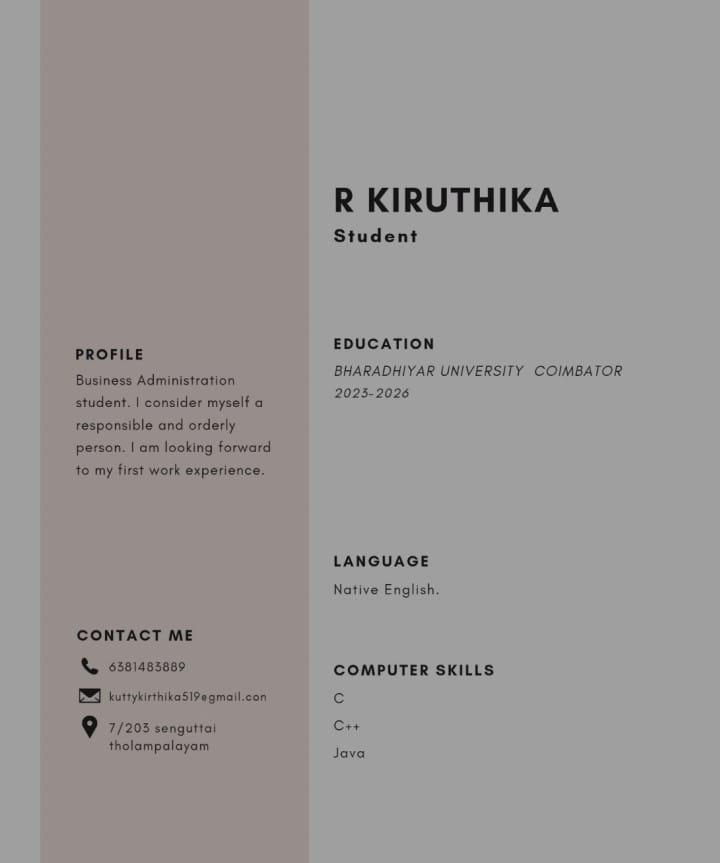 R KIRUTHIKA
Student
PROFILE
Business Administration
student. I consider myself a
responsible and orderly
person. I am looking forward
to my first work experience.
CONTACT ME
6381483889
kuttykirthika519@gmail.con
7/203 senguttai
tholampalayam
EDUCATION
BHARADHIYAR UNIVERSITY COIMBATOR
2023-2026
LANGUAGE
Native English.
COMPUTER SKILLS
C
C++
Java